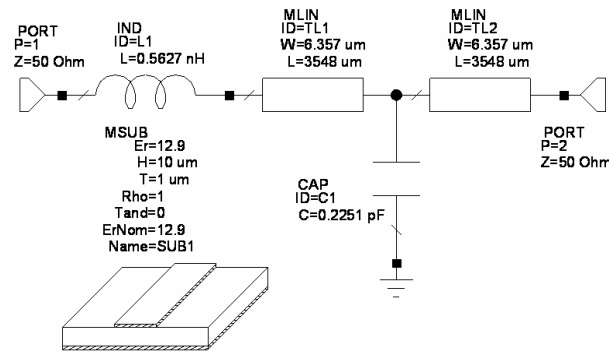 PORT
P=1
Z=50 Ohm
IND
ID=L1
L=0.5627 nH
MLIN
ID=TL1
W=6.357 um
L=3548 um
MLIN
ID=TL2
W=6.357 um
L=3548 um
PORT
P=2
Z=50 Ohm
MSUB
Er=12.9
H=10 um
T=1 um
Rho=1
Tand=0
ErNom=12.9
Name=SUB1
CAP
ID=C1
C=0.2251 pF